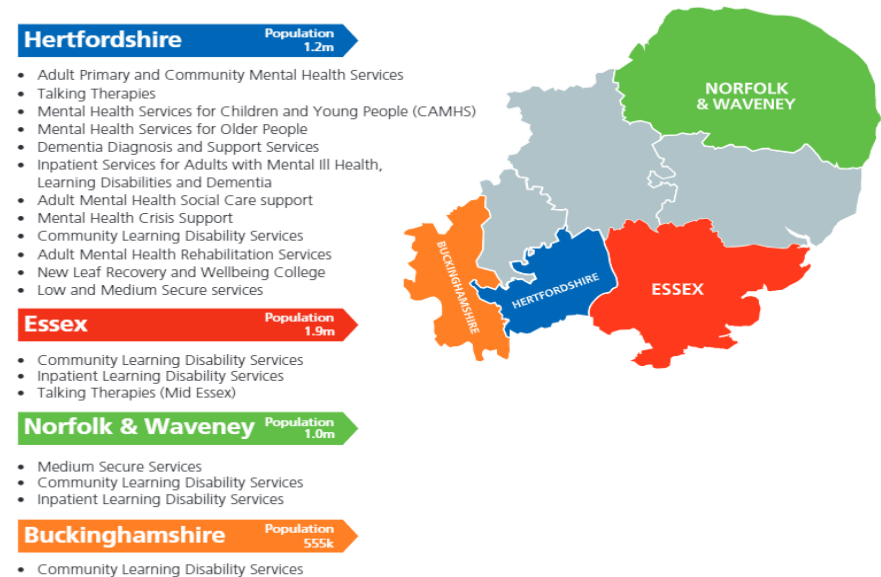 Hertfordshire
Population
1.2m
• Adult Primary and Community Mental Health Services
• Talking Therapies
• Mental Health Services for Children and Young People (CAMHS)
• Mental Health Services for Older People
• Dementia Diagnosis and Support Services
• Inpatient Services for Adults with Mental Ill Health,
Learning Disabilities and Dementia
• Adult Mental Health Social Care support
• Mental Health Crisis Support
• Community Learning Disability Services
• Adult Mental Health Rehabilitation Services
• New Leaf Recovery and Wellbeing College
• Low and Medium Secure services
Essex
Population
1.9m
• Community Learning Disability Services
• Inpatient Learning Disability Services
• Talking Therapies (Mid Essex)
Norfolk & Waveney
Population
1.0m
• Medium Secure Services
• Community Learning Disability Services
• Inpatient Learning Disability Services
Buckinghamshire
Population
555k
• Community Learning Disability Services
NORFOLK
& WAVENEY
BUCKINGHAMSHIRE
HERTFORDSHIRE
ESSEX